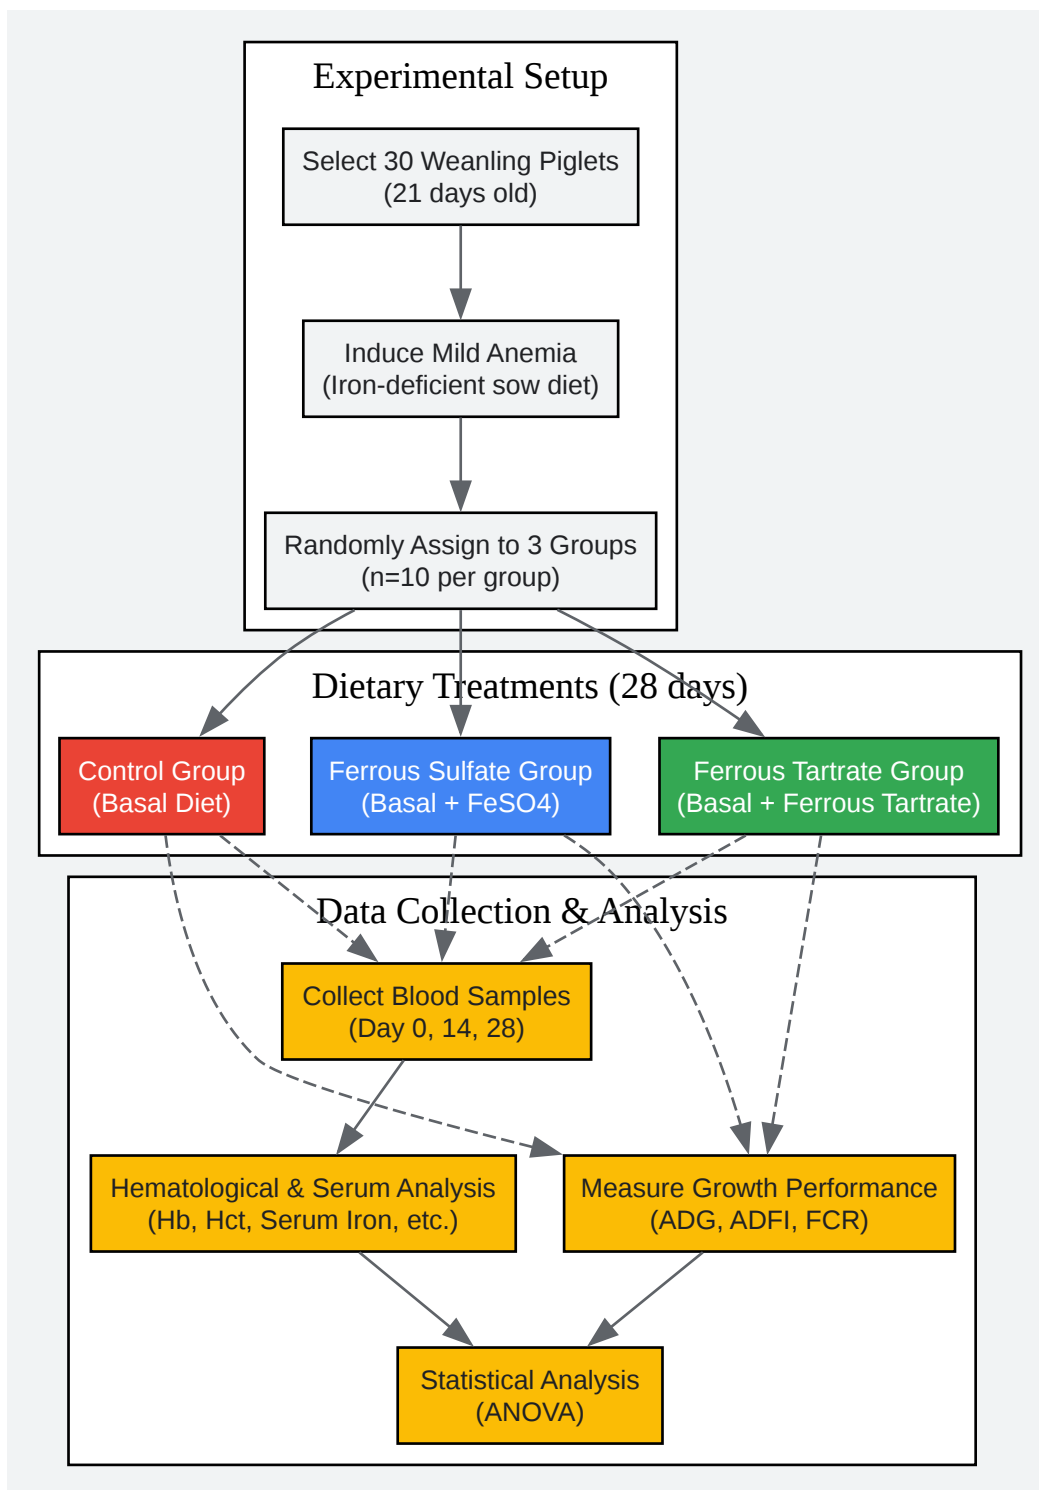 Experimental Setup
Select 30 Weanling Piglets
(21 days old)
Induce Mild Anemia
(Iron-deficient sow diet)
Randomly Assign to 3 Groups
(n=10 per group)
Dietary Treatments (28 days)
Control Group
(Basal Diet)
Ferrous Sulfate Group
(Basal + FeSO4)
Ferrous Tartrate Group
(Basal + Ferrous Tartrate)
Data Collection & Analysis
Collect Blood Samples
(Day 0, 14, 28)
Hematological & Serum Analysis
(Hb, Hct, Serum Iron, etc.)
Measure Growth Performance
(ADG, ADFI, FCR)
Statistical Analysis
(ANOVA)